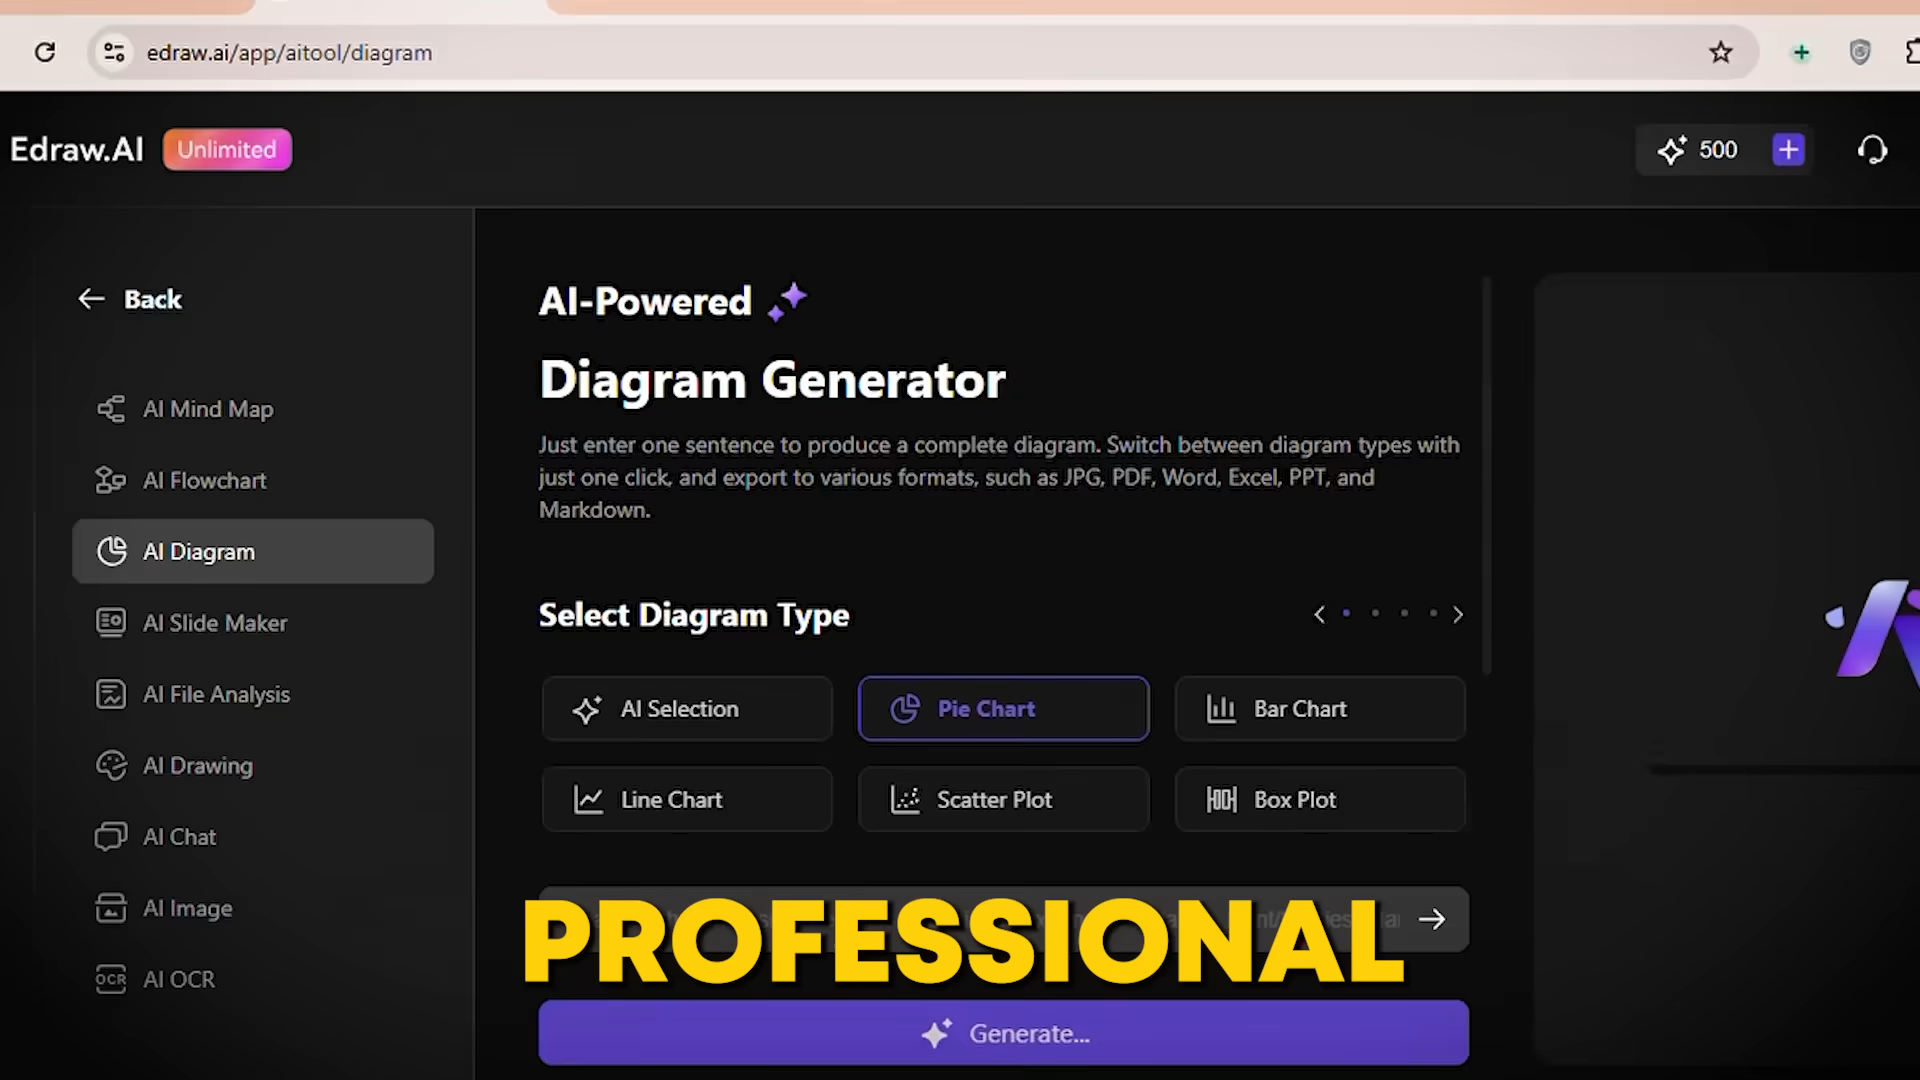 edraw.ai/app/aitool/diagram
Edraw.AI
Unlimited
500
Back
AI Mind Map
AI Flowchart
AI Diagram
AI Slide Maker
AI File Analysis
AI Drawing
AI Chat
AI Image
OCR AI OCR
AI-Powered
Diagram Generator
Just enter one sentence to produce a complete diagram. Switch between diagram types with
just one click, and export to various formats, such as JPG, PDF, Word, Excel, PPT, and
Markdown.
Select Diagram Type
AI Selection
Pie Chart
Bar Chart
Line Chart
Scatter Plot
Box Plot
PROFESSIONAL
Generate...